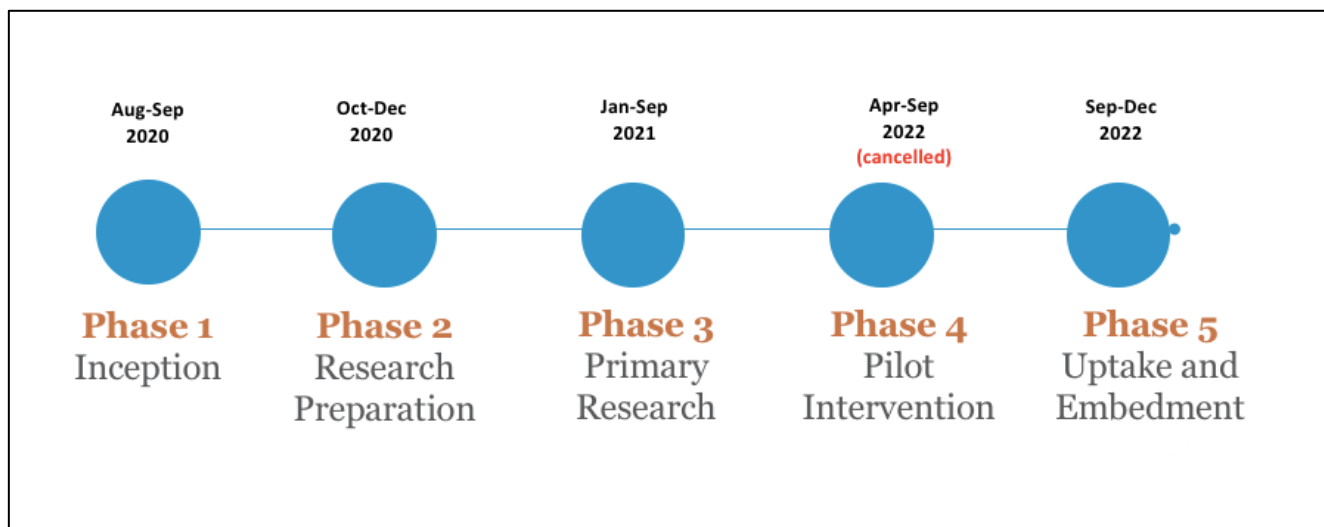 Aug-Sep
2020
Oct-Dec
2020
Jan-Sep
2021
Apr-Sep
2022
(cancelled)
Sep-Dec
2022
Phase 1
Inception
Phase 2
Research
Preparation
Phase 3
Primary
Research
Phase 4
Pilot
Intervention
Phase 5
Uptake and
Embedment